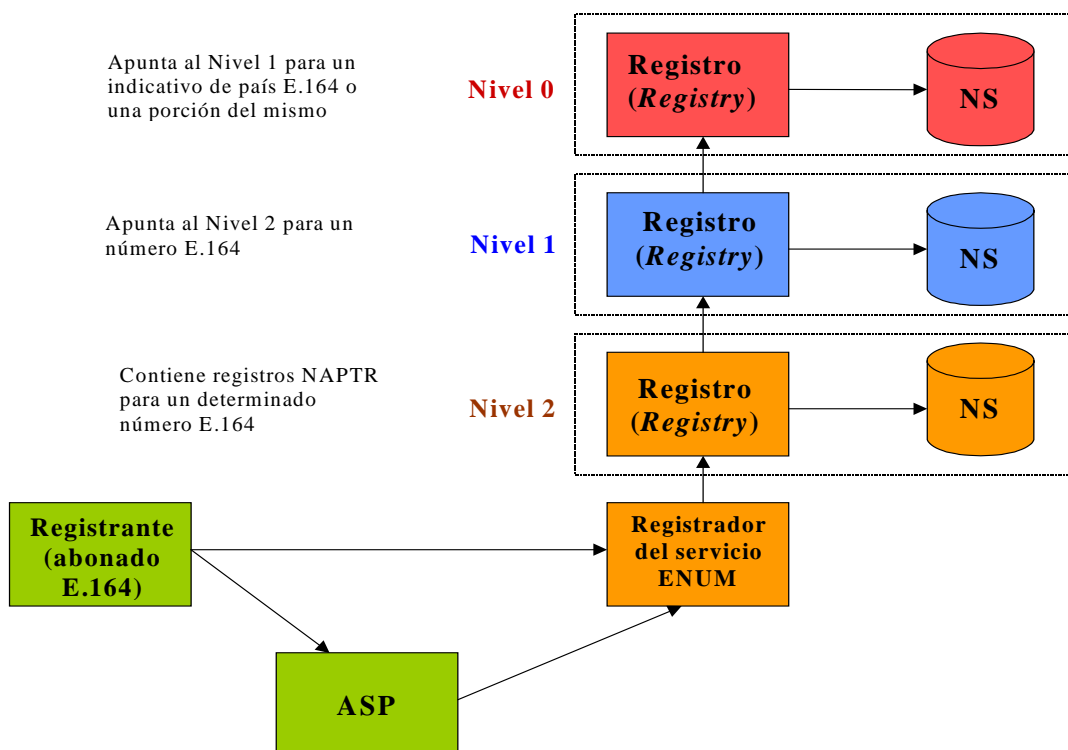 Apunta al Nivel 1 para un
indicativo de país E.164 o
una porción del mismo
Nivel 0
Registro
(Registry)
NS
Apunta al Nivel 2 para un
número E.164
Nivel 1
Registro
(Registry)
NS
Contiene registros NAPTR
para un determinado
número E.164
Nivel 2
Registro
(Registry)
NS
Registrante
(abonado
E.164)
Registrador
del servicio
ENUM
ASP